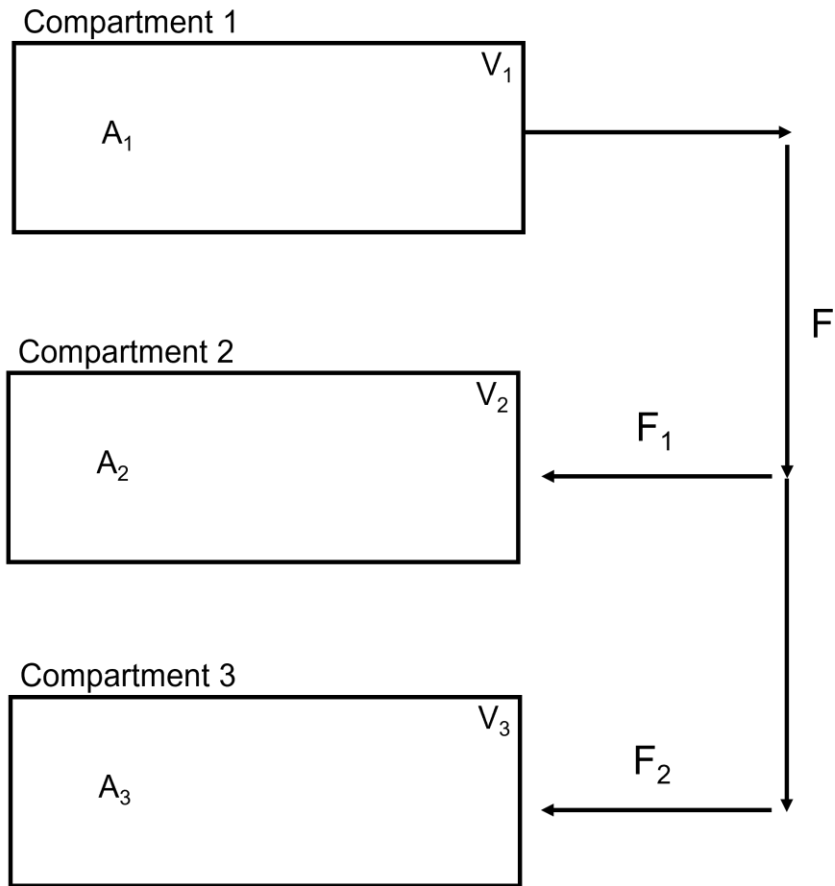 Compartment 1
V₁
A₁
F
Compartment 2
V₂
F₁
A₂
Compartment 3
V₃
F₂
A₃